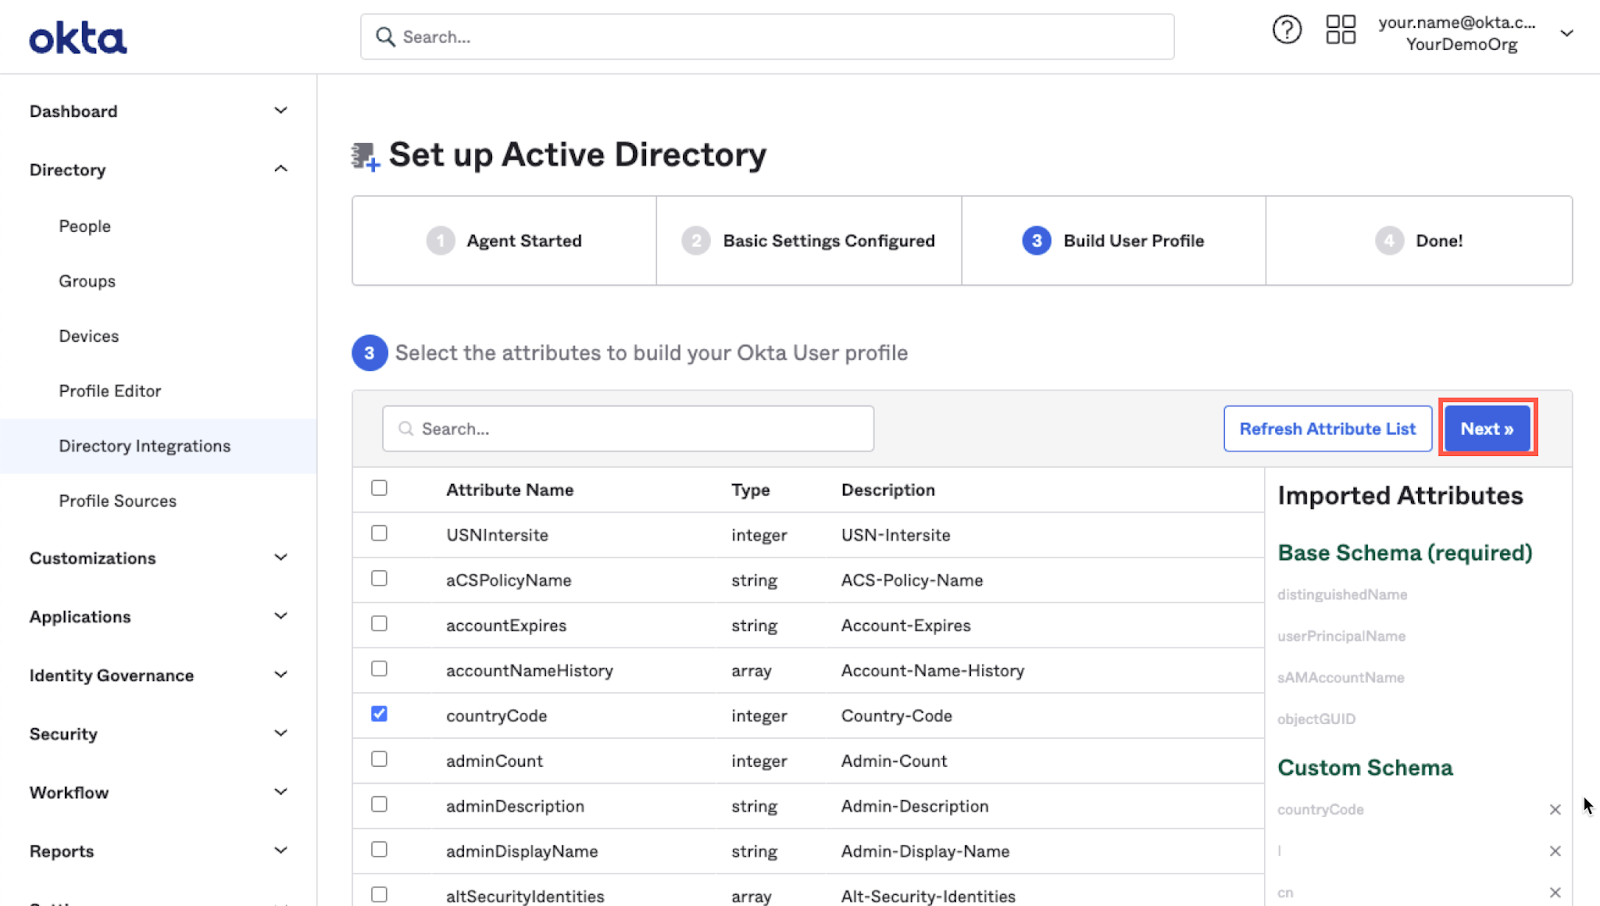 okta
Search...
your.name@okta.c...
YourDemoOrg
Dashboard
Directory
People
Groups
Devices
Profile Editor
Directory Integrations
Profile Sources
Customizations
Applications
Identity Governance
Security
Workflow
Reports
Set up Active Directory
1 Agent Started
2 Basic Settings Configured
3 Build User Profile
4 Done!
3 Select the attributes to build your Okta User profile
Search...
Refresh Attribute List
Next »
Attribute Name Type Description
USNIntersite integer USN-Intersite
aCSPolicyName string ACS-Policy-Name
accountExpires string Account-Expires
accountNameHistory array Account-Name-History
countryCode integer Country-Code
adminCount integer Admin-Count
adminDescription string Admin-Description
adminDisplayName string Admin-Display-Name
altSecurityIdentities array Alt-Security-Identities
Imported Attributes
Base Schema (required)
distinguishedName
userPrincipalName
sAMAccountName
objectGUID
Custom Schema
countryCode
l
cn